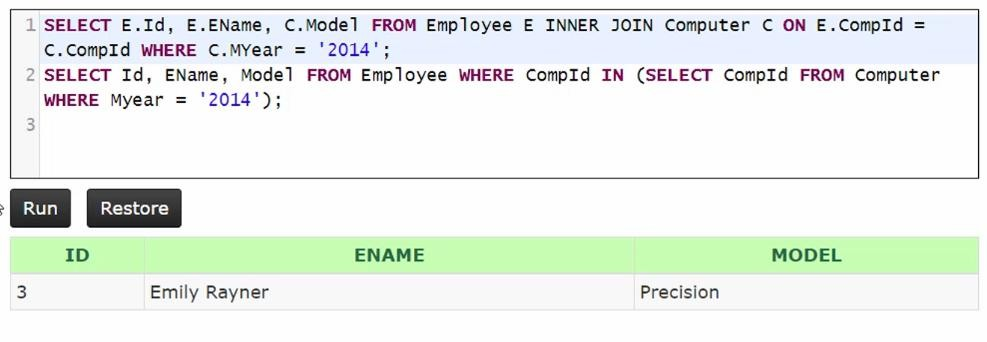 1 SELECT E.Id, E.EName, C.Model FROM Employee E INNER JOIN Computer C ON E.CompId =
C.CompId WHERE C.MYear = '2014';
2 SELECT Id, EName, Model FROM Employee WHERE CompId IN (SELECT CompId FROM Computer
WHERE Myear = '2014');
3
Run Restore
ID ENAME MODEL
3 Emily Rayner Precision